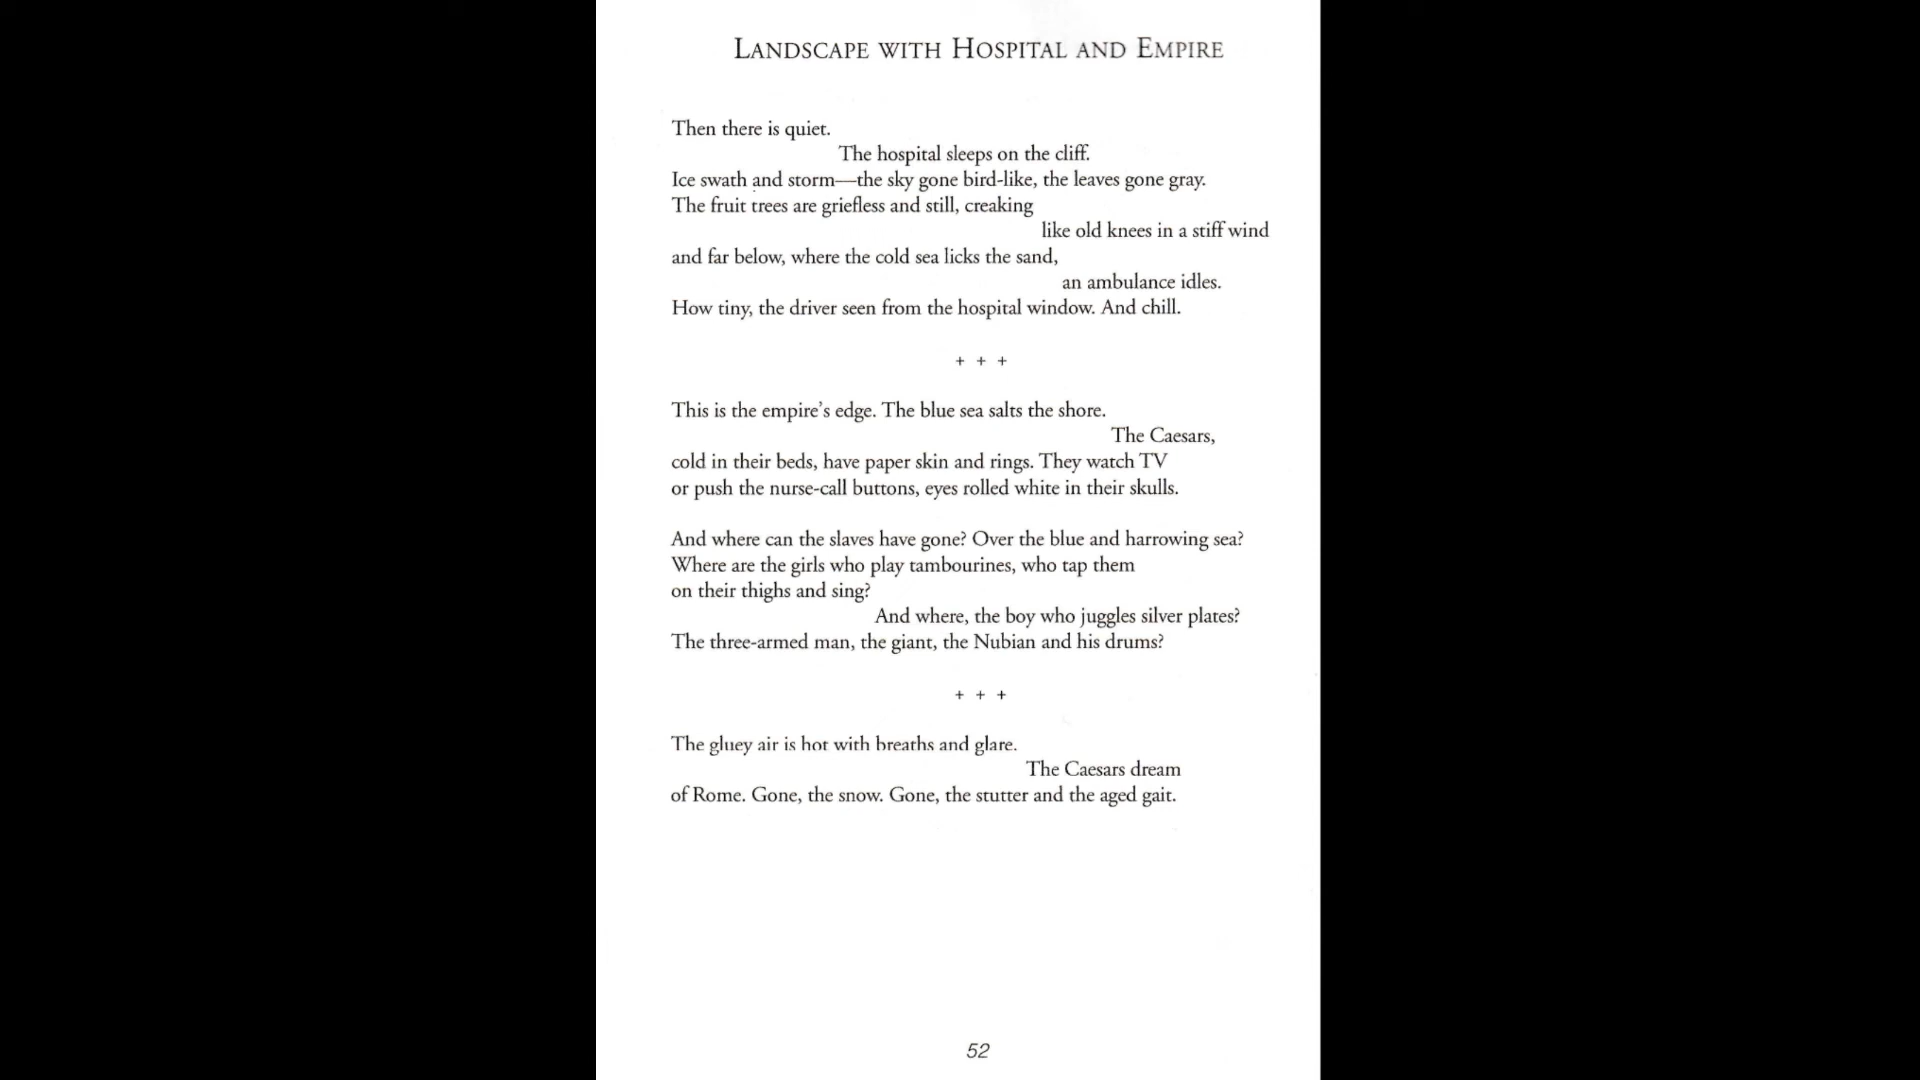 LANDSCAPE WITH HOSPITAL AND EMPIRE
Then there is quiet.
The hospital sleeps on the cliff.
Ice swath and storm—the sky gone bird-like, the leaves gone gray.
The fruit trees are griefless and still, creaking
like old knees in a stiff wind
and far below, where the cold sea licks the sand,
an ambulance idles.
How tiny, the driver seen from the hospital window. And chill.
+ + +
This is the empire's edge. The blue sea salts the shore.
The Caesars,
cold in their beds, have paper skin and rings. They watch TV
or push the nurse-call buttons, eyes rolled white in their skulls.
And where can the slaves have gone? Over the blue and harrowing sea?
Where are the girls who play tambourines, who tap them
on their thighs and sing?
And where, the boy who juggles silver plates?
The three-armed man, the giant, the Nubian and his drums?
+ + +
The gluey air is hot with breaths and glare.
The Caesars dream
of Rome. Gone, the snow. Gone, the stutter and the aged gait.
52